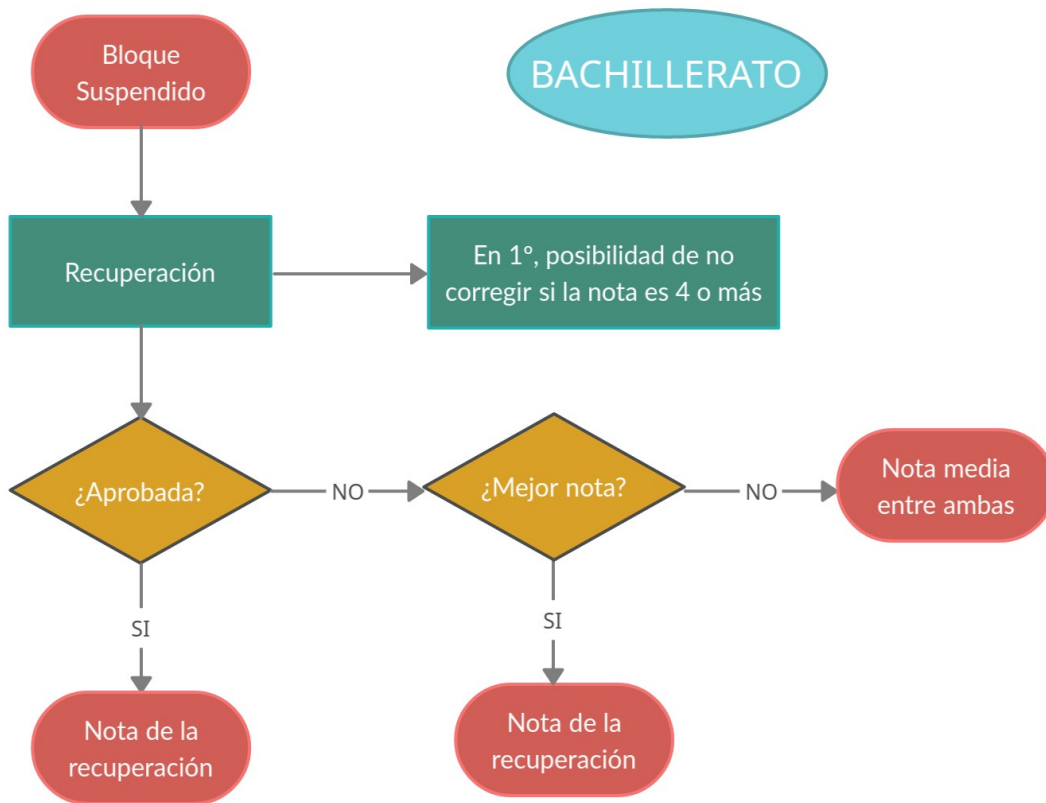 Bloque
Suspendido
BACHILLERATO
Recuperación
En 1º, posibilidad de no
corregir si la nota es 4 o más
¿Aprobada?
NO
¿Mejor nota?
NO
Nota media
entre ambas
SI
SI
Nota de la
recuperación
Nota de la
recuperación